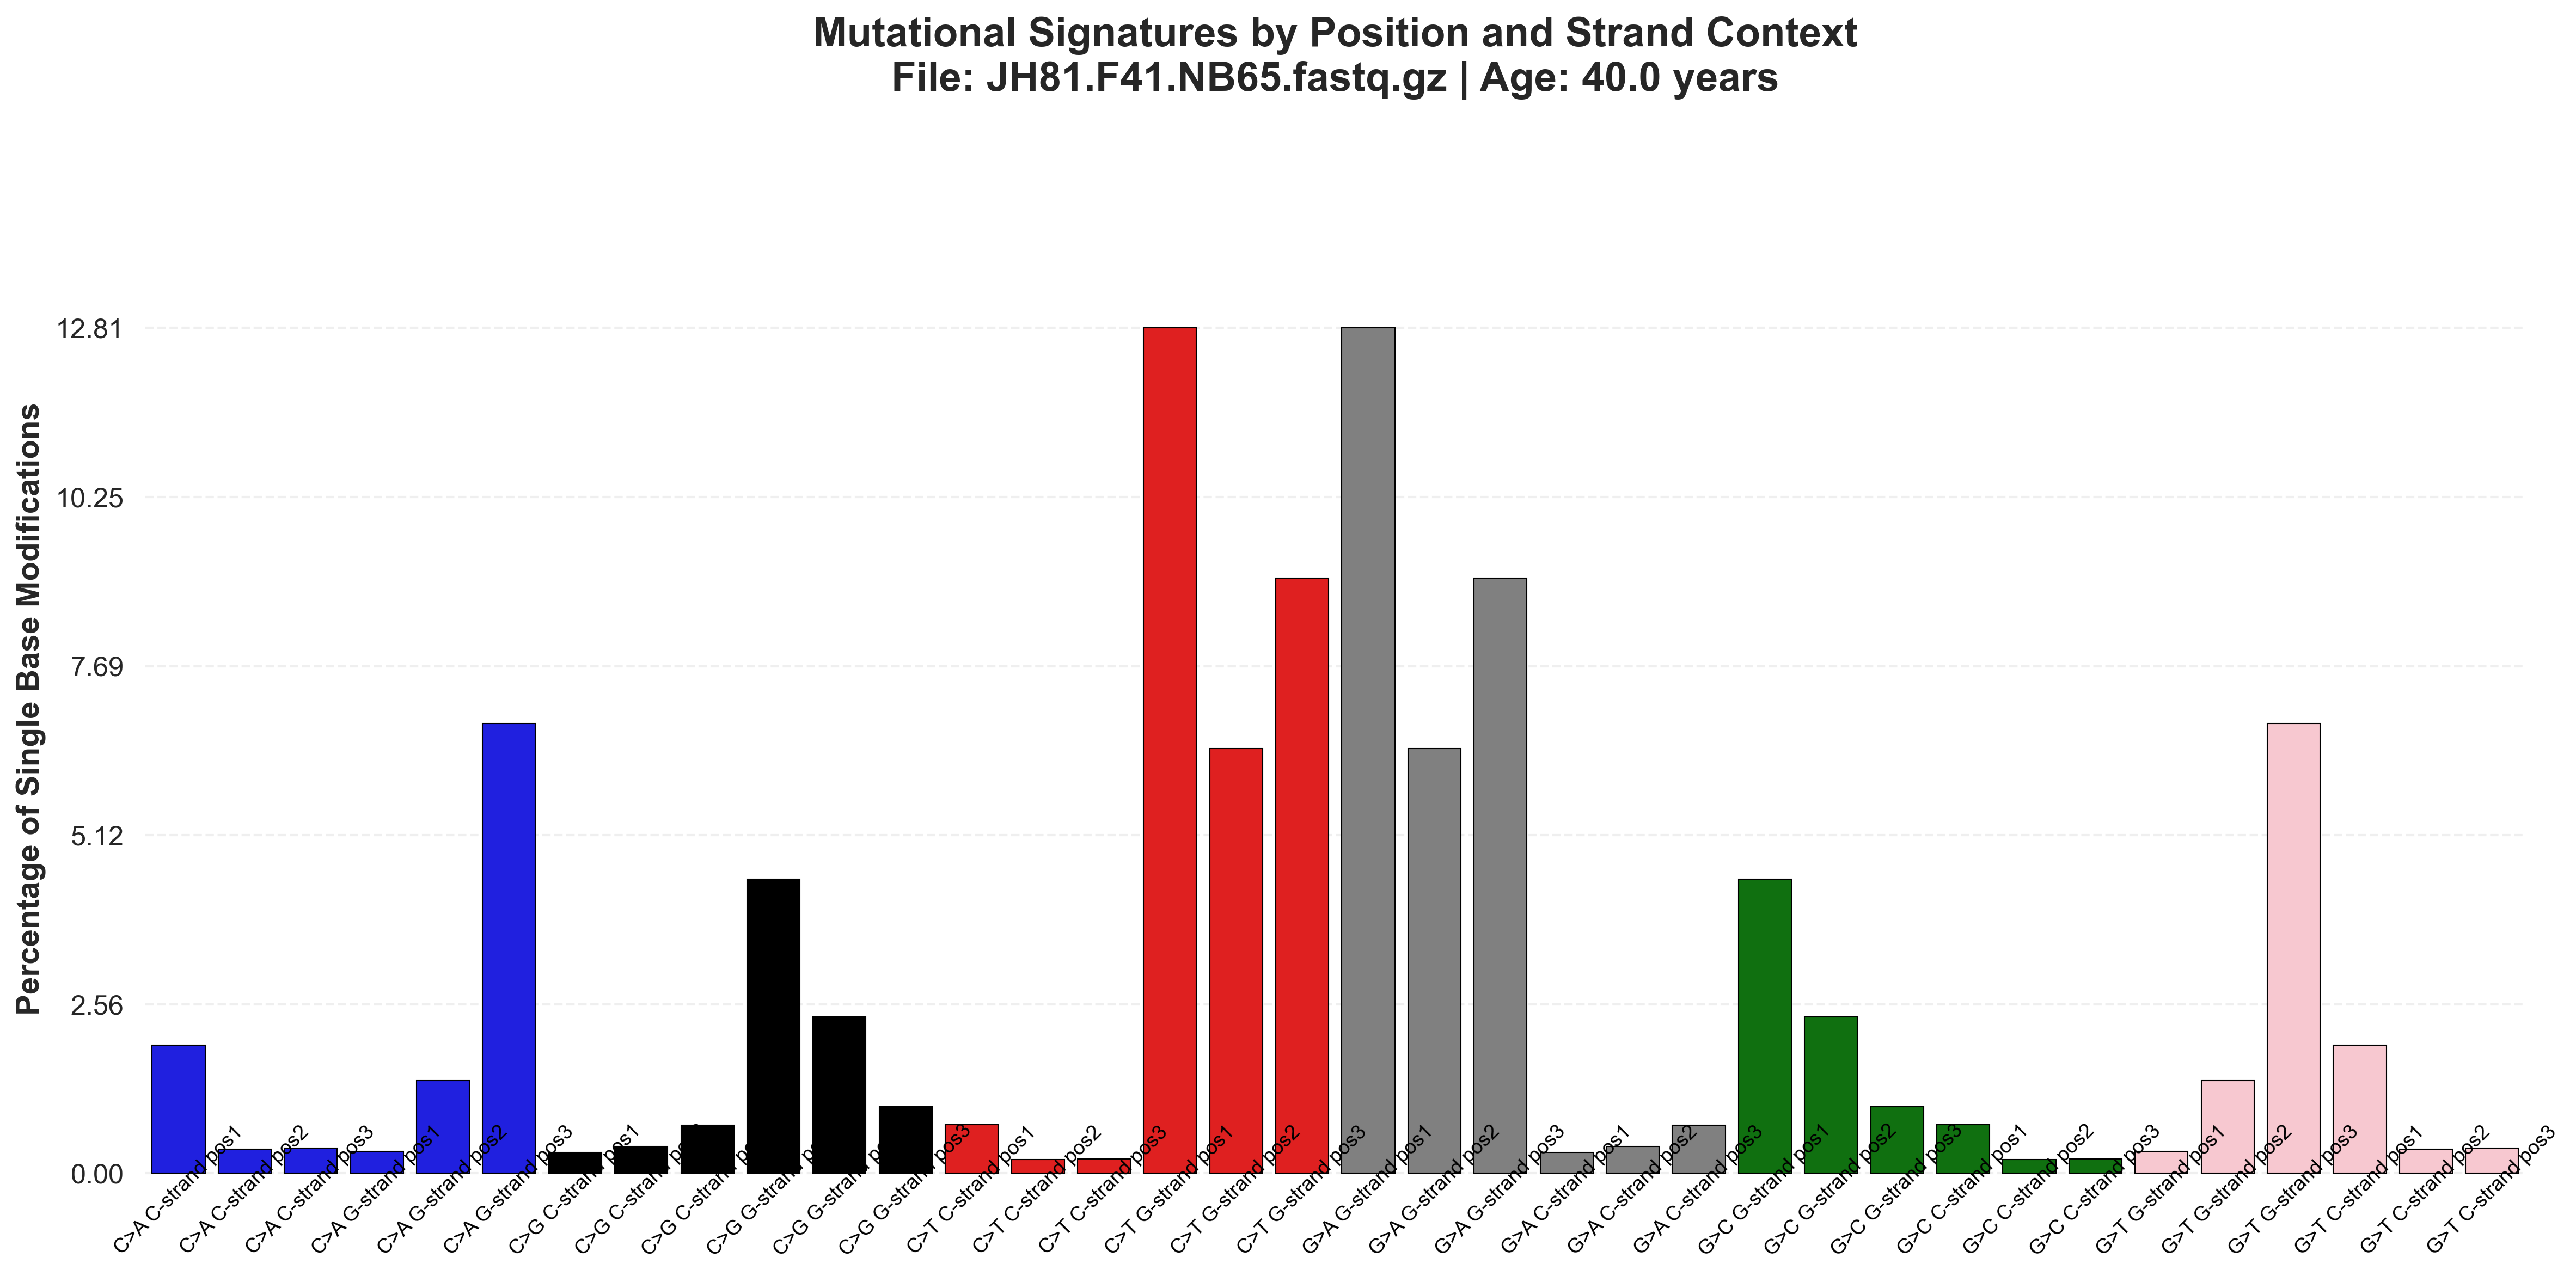 Mutational Signatures by Position and Strand Context
File: JH81.F41.NB65.fastq.gz | Age: 40.0 years
Percentage of Single Base Modifications
12.81
10.25
7.69
5.12
2.56
0.00
C>A C-strand pos1
C>A C-strand pos2
C>A C-strand pos3
C>A G-strand pos1
C>A G-strand pos2
C>A G-strand pos3
C>G C-strand pos1
C>G C-strand pos2
C>G C-strand p
C>G G-strand p
C>G G-strand p
C>G G-strand pos3
C>T C-strand pos1
C>T C-strand pos2
C>T C-strand pos3
C>T G-strand pos1
C>T G-strand pos2
C>T G-strand pos3
G>A G-strand pos1
G>A G-strand pos2
G>A G-strand pos3
G>A C-strand pos1
G>A C-strand pos2
G>A C-strand pos3
G>C G-strand pos1
G>C G-strand pos2
G>C G-strand pos3
G>C C-strand pos1
G>C C-strand pos2
G>C C-strand pos3
G>T G-strand pos1
G>T G-strand pos2
G>T G-strand pos3
G>T C-strand pos1
G>T C-strand pos2
G>T C-strand pos3